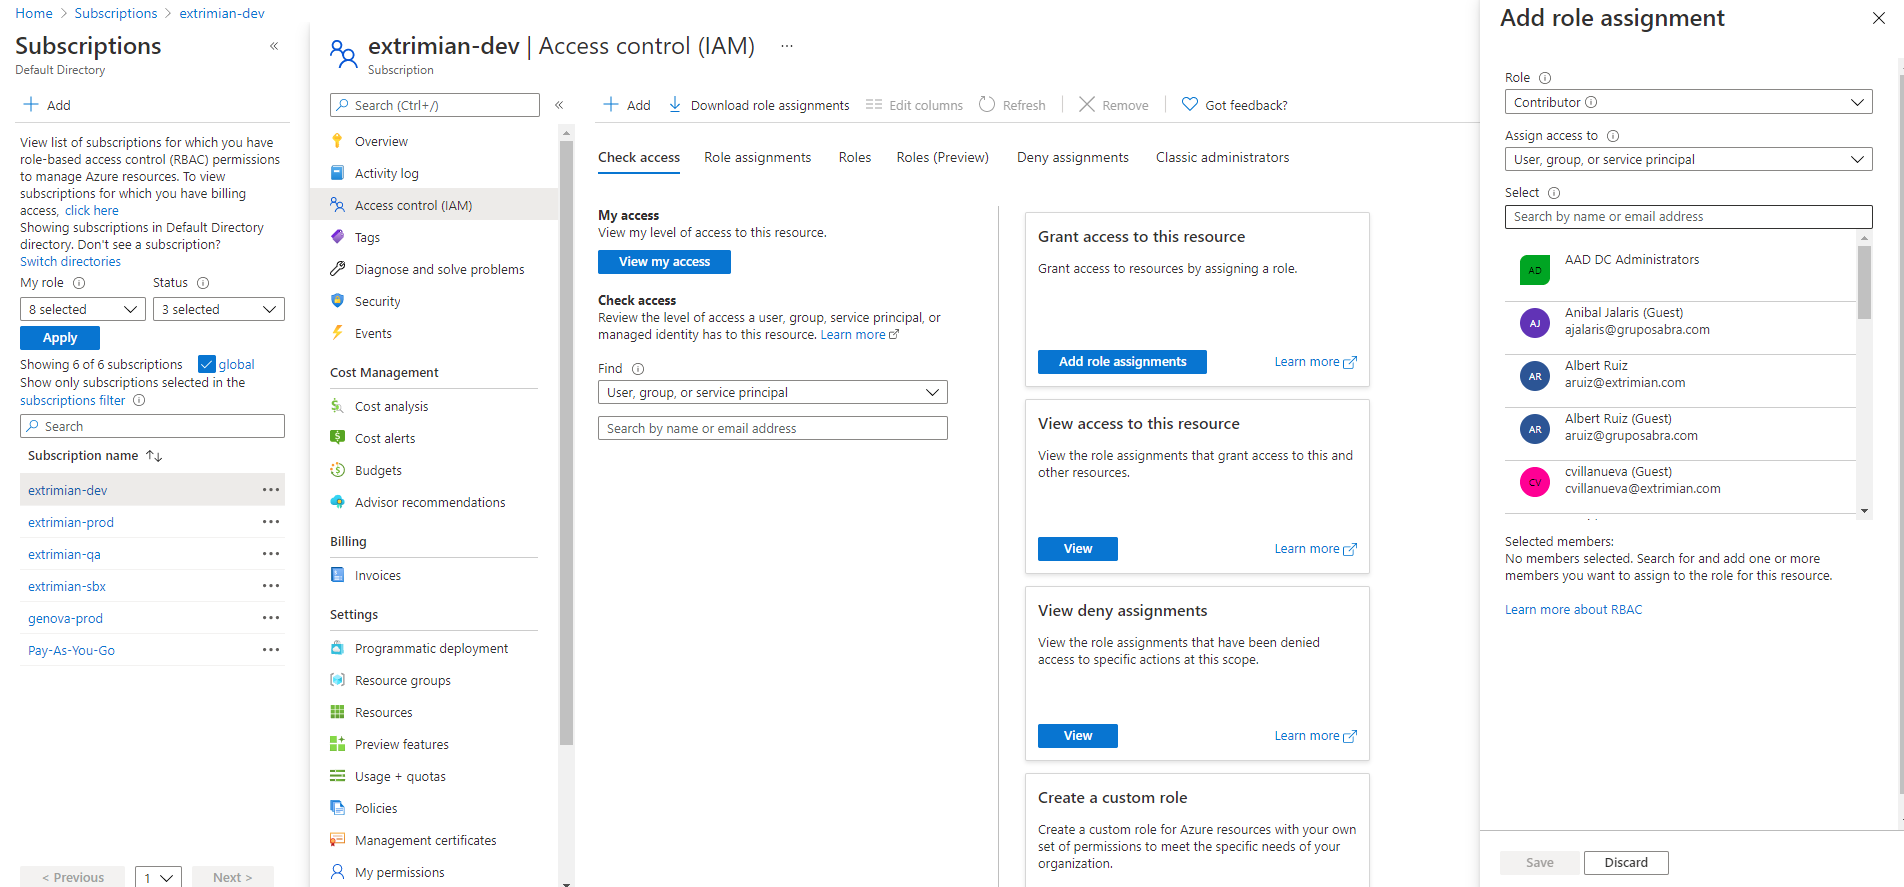 Home > Subscriptions > extrimian-dev
Subscriptions
Default Directory
«
Add
View list of subscriptions for which you have
role-based access control (RBAC) permissions
to manage Azure resources. To view
subscriptions for which you have billing
access, click here
Showing subscriptions in Default Directory
directory. Don't see a subscription?
Switch directories
My role
Status
8 selected
3 selected
Apply
Showing 6 of 6 subscriptions
global
Show only subscriptions selected in the
subscriptions filter
Search
Subscription name
extrimian-dev
extrimian-prod
extrimian-qa
extrimian-sbx
genova-prod
Pay-As-You-Go
< Previous
1
Next >
extrimian-dev | Access control (IAM)
Subscription
Search (Ctrl+/)
«
Overview
Activity log
Access control (IAM)
Tags
Diagnose and solve problems
Security
Events
Cost Management
Cost analysis
Cost alerts
Budgets
Advisor recommendations
Billing
Invoices
Settings
Programmatic deployment
Resource groups
Resources
Preview features
Usage + quotas
Policies
Management certificates
My permissions
Add
Download role assignments
Edit columns
Refresh
Remove
Got feedback?
Check access
Role assignments
Roles
Roles (Preview)
Deny assignments
Classic administrators
My access
View my level of access to this resource.
View my access
Check access
Review the level of access a user, group, service principal, or
managed identity has to this resource. Learn more
Find
User, group, or service principal
Search by name or email address
Grant access to this resource
Grant access to resources by assigning a role.
Add role assignments
Learn more
View access to this resource
View the role assignments that grant access to this and
other resources.
View
Learn more
View deny assignments
View the role assignments that have been denied
access to specific actions at this scope.
View
Learn more
Create a custom role
Create a custom role for Azure resources with your own
set of permissions to meet the specific needs of your
organization.
Add role assignment
Role
Contributor
Assign access to
User, group, or service principal
Select
Search by name or email address
AD
AAD DC Administrators
AJ
Anibal Jalaris (Guest)
ajalaris@gruposabra.com
AR
Albert Ruiz
aruiz@extrimian.com
AR
Albert Ruiz (Guest)
aruiz@gruposabra.com
CV
cvillanueva (Guest)
cvillanueva@extrimian.com
Selected members:
No members selected. Search for and add one or more
members you want to assign to the role for this resource.
Learn more about RBAC
Save
Discard